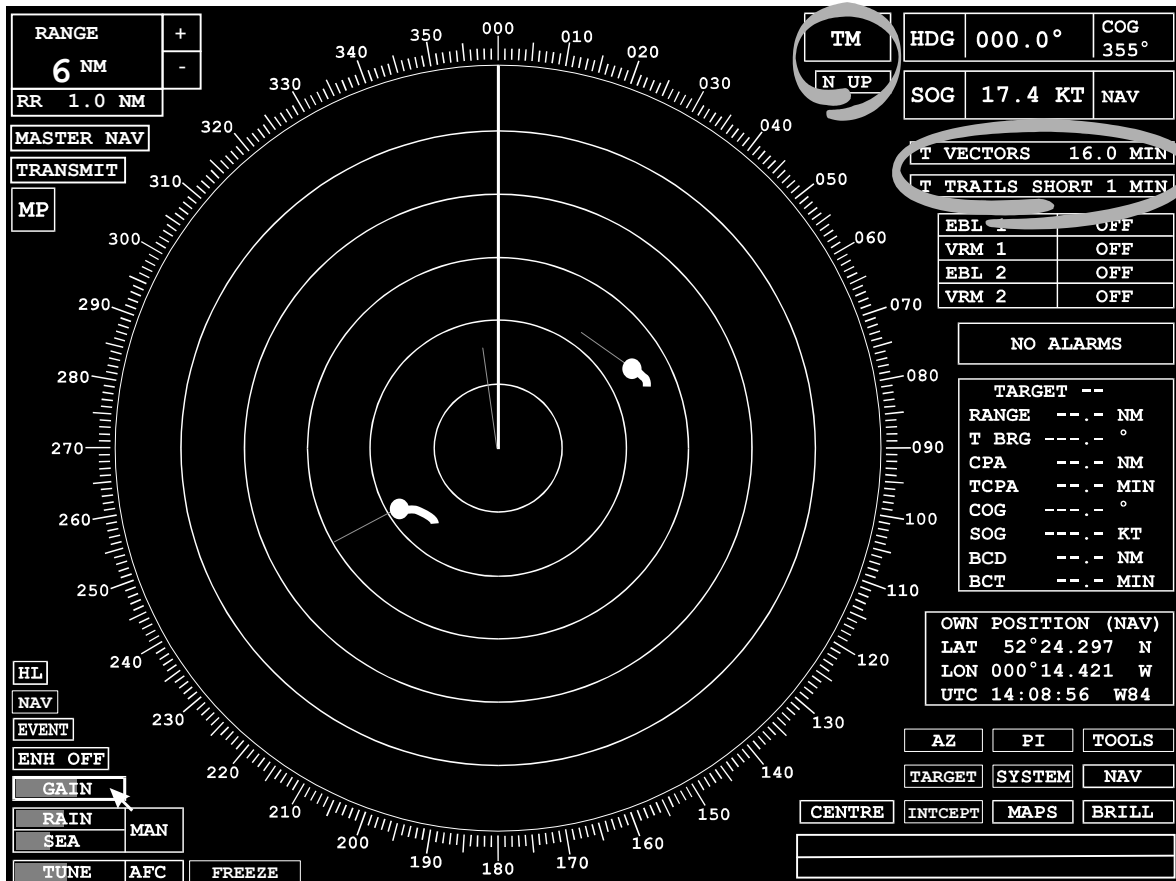 RANGE +
6 NM -
RR 1.0 NM
MASTER NAV
TRANSMIT
MP
TM
N UP
HDG 000.0° COG 355°
SOG 17.4 KT NAV
T VECTORS 16.0 MIN
T TRAILS SHORT 1 MIN
EBL 1 OFF
VRM 1 OFF
EBL 2 OFF
VRM 2 OFF
NO ALARMS
TARGET --
RANGE --.- NM
T BRG ---.- °
CPA --.- NM
TCPA --.- MIN
COG ---.- °
SOG ---.- KT
BCD --.- NM
BCT --.- MIN
OWN POSITION (NAV)
LAT 52°24.297 N
LON 000°14.421 W
UTC 14:08:56 W84
AZ PI TOOLS
TARGET SYSTEM NAV
CENTRE INTCEPT MAPS BRILL
HL
NAV
EVENT
ENH OFF
GAIN
RAIN
SEA
MAN
TUNE AFC FREEZE
000
010
020
030
040
050
060
070
080
090
100
110
120
130
140
150
160
170
180
190
200
210
220
230
240
250
260
270
280
290
300
310
320
330
340
350